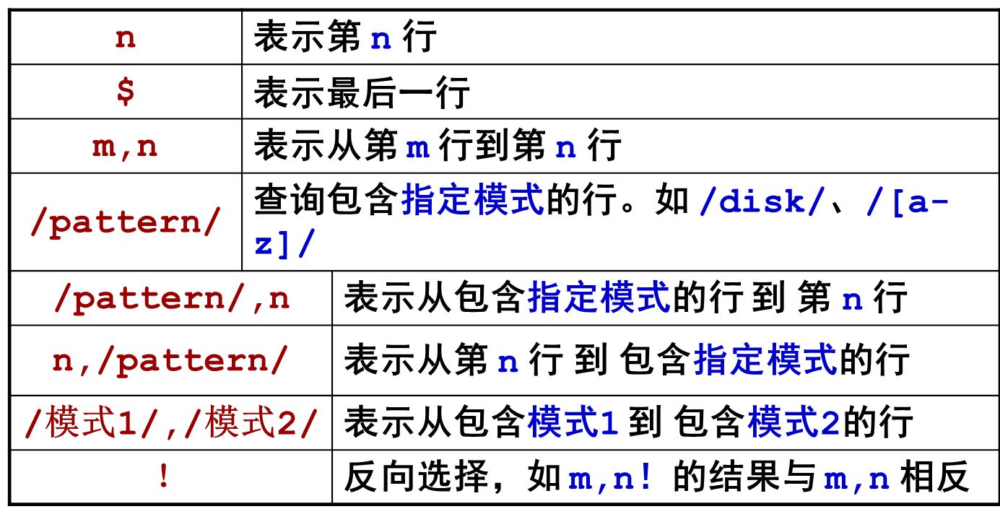 n 表示第 n 行
$ 表示最后一行
m,n 表示从第 m 行到第 n 行
/pattern/ 查询包含指定模式的行。如 /disk/、/[a-
z]/
/pattern/,n 表示从包含指定模式的行 到 第 n 行
n,/pattern/ 表示从第 n 行 到 包含指定模式的行
/模式1/,/模式2/ 表示从包含模式1 到 包含模式2的行
! 反向选择，如 m,n! 的结果与 m,n 相反